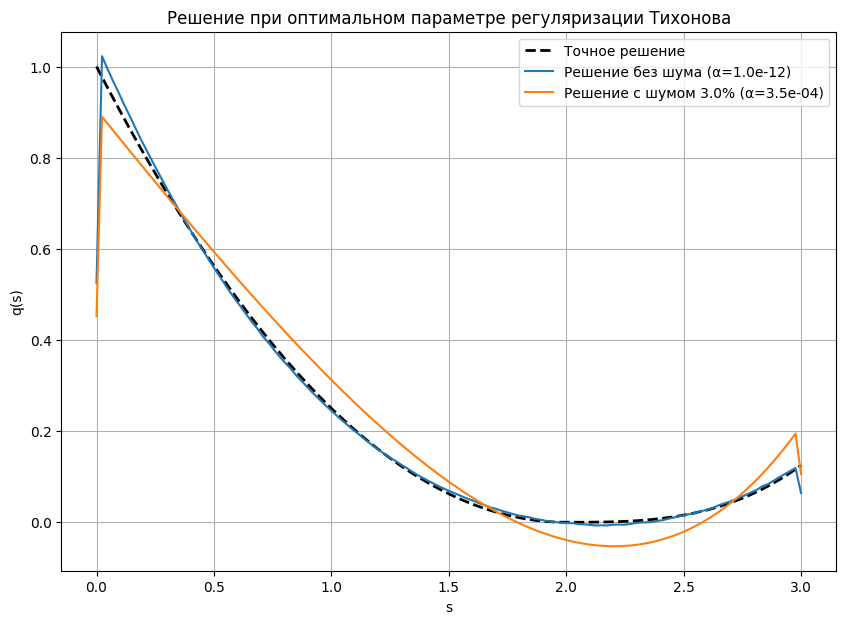 Решение при оптимальном параметре регуляризации Тихонова
Точное решение
Решение без шума (α=1.0e-12)
Решение с шумом 3.0% (α=3.5e-04)
1.0
0.8
0.6
0.4
0.2
0.0
q(s)
0.0 0.5 1.0 1.5 2.0 2.5 3.0
s